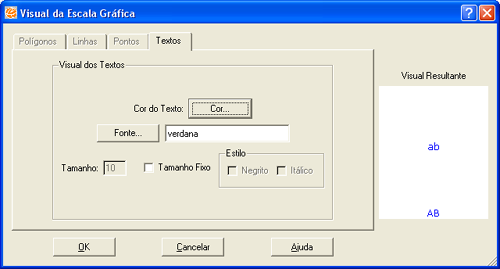 Visual da Escala Gráfica
Polígonos Linhas Pontos Textos
Visual dos Textos
Cor do Texto: Cor...
Fonte... verdana
Tamanho: 10 Tamanho Fixo
Estilo
Negrito Itálico
Visual Resultante
ab
AB
OK Cancelar Ajuda